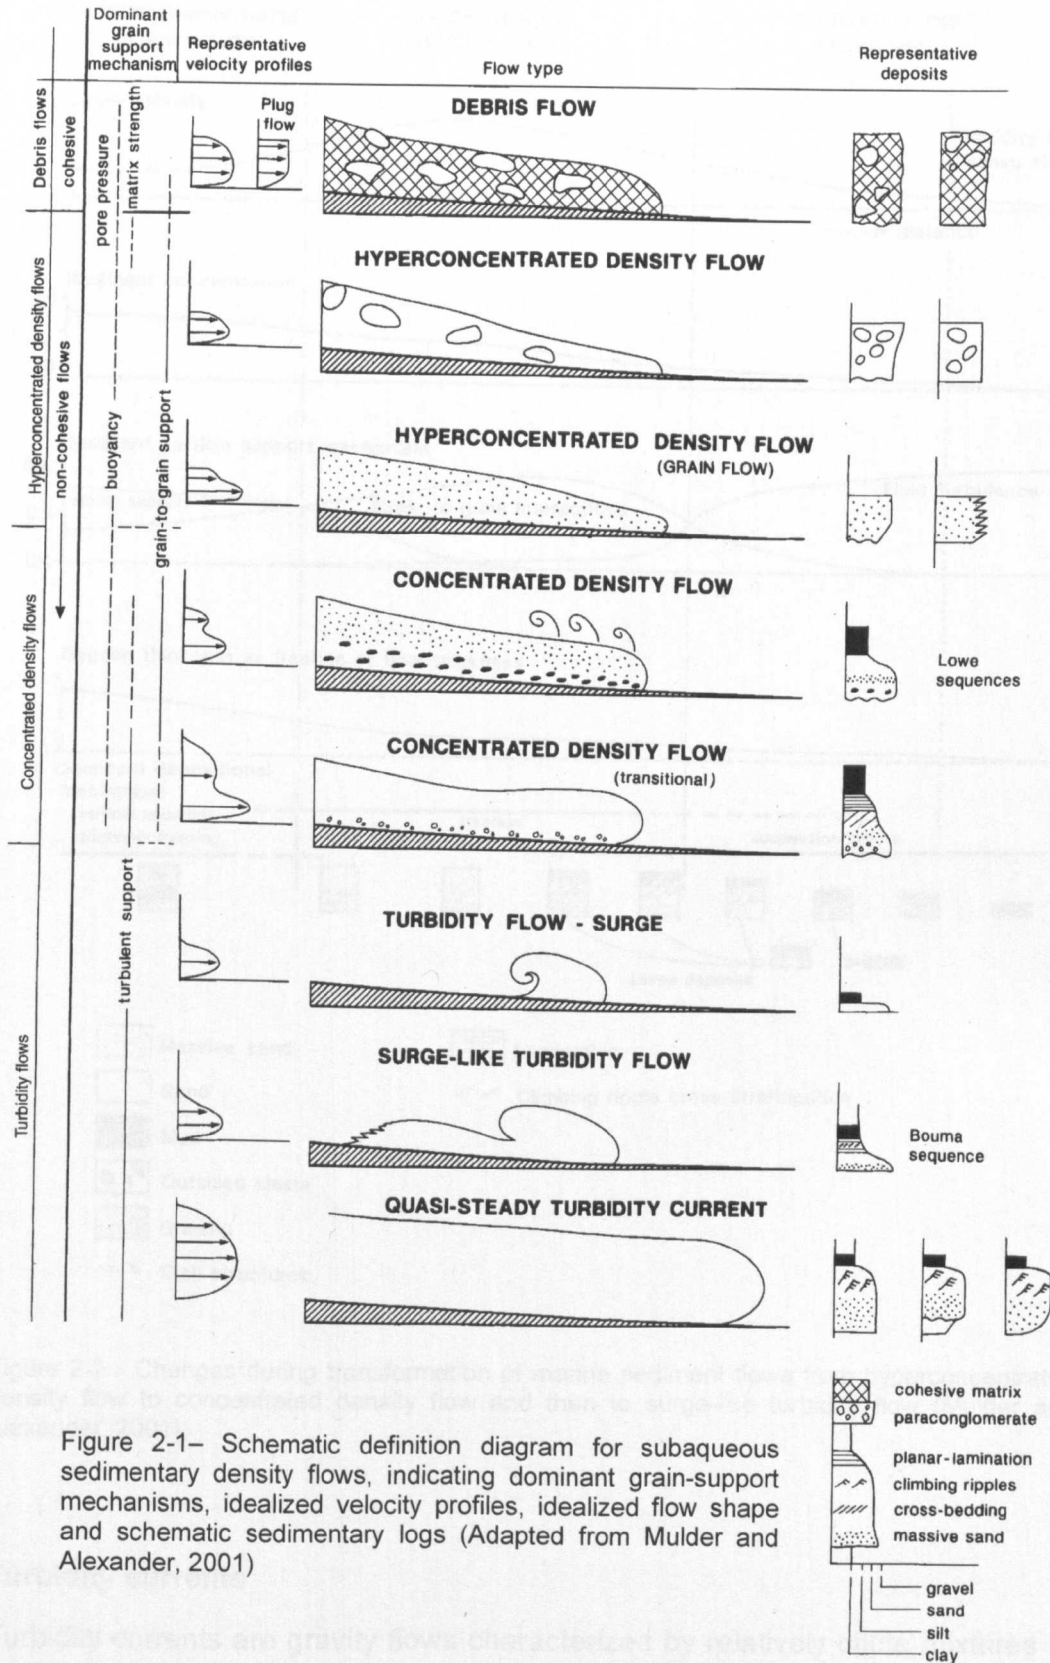 Dominant
grain
support
mechanism
Representative
velocity profiles
Flow type
Representative
deposits
Debris flows
cohesive
pore pressure
matrix strength
Plug
flow
DEBRIS FLOW
Hyperconcentrated density flows
non-cohesive flows
buoyancy
grain-to-grain support
HYPERCONCENTRATED DENSITY FLOW
HYPERCONCENTRATED DENSITY FLOW
(GRAIN FLOW)
Concentrated density flows
CONCENTRATED DENSITY FLOW
Lowe
sequences
CONCENTRATED DENSITY FLOW
(transitional)
Turbidity flows
turbulent support
TURBIDITY FLOW - SURGE
SURGE-LIKE TURBIDITY FLOW
Bouma
sequence
QUASI-STEADY TURBIDITY CURRENT
cohesive matrix
paraconglomerate
planar-lamination
climbing ripples
cross-bedding
massive sand
gravel
sand
silt
clay
Figure 2-1– Schematic definition diagram for subaqueous
sedimentary density flows, indicating dominant grain-support
mechanisms, idealized velocity profiles, idealized flow shape
and schematic sedimentary logs (Adapted from Mulder and
Alexander, 2001)